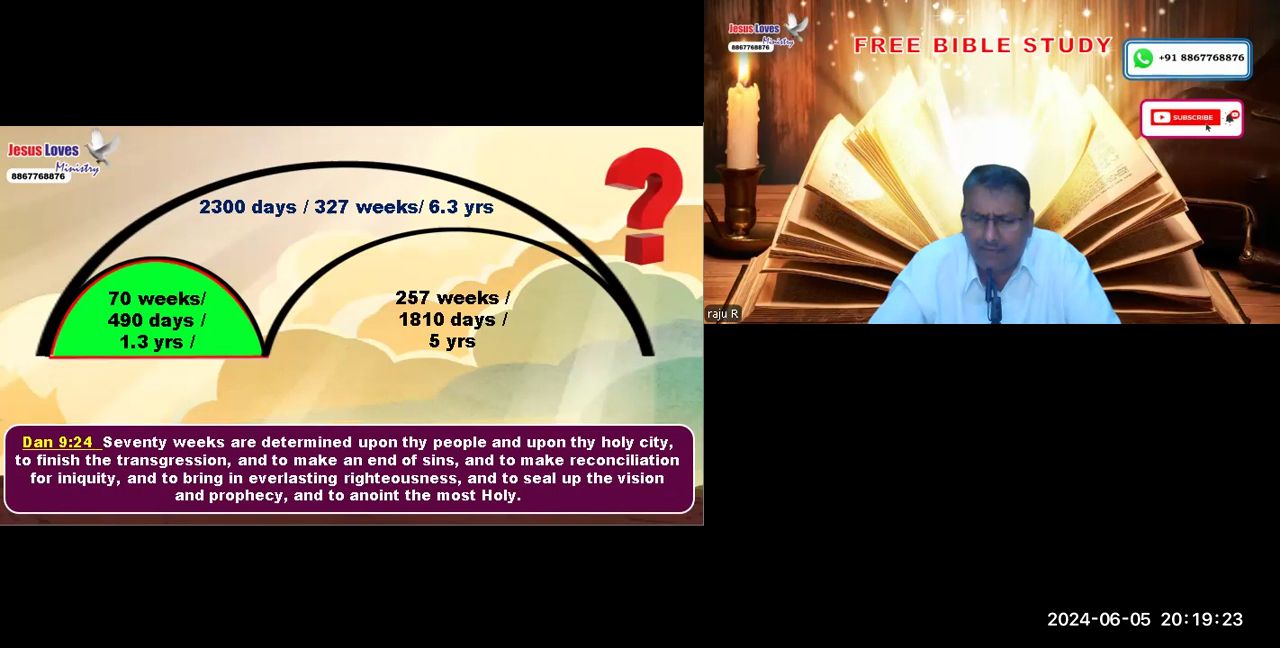 Jesus Loves
Ministry
8867768876
2300 days / 327 weeks/ 6.3 yrs
70 weeks/
490 days /
1.3 yrs /
257 weeks /
1810 days /
5 yrs
?
Dan 9:24 Seventy weeks are determined upon thy people and upon thy holy city,
to finish the transgression, and to make an end of sins, and to make reconciliation
for iniquity, and to bring in everlasting righteousness, and to seal up the vision
and prophecy, and to anoint the most Holy.
Jesus Loves
Ministry
8867768876
FREE BIBLE STUDY
+91 8867768876
SUBSCRIBE
raju R
2024-06-05 20:19:23